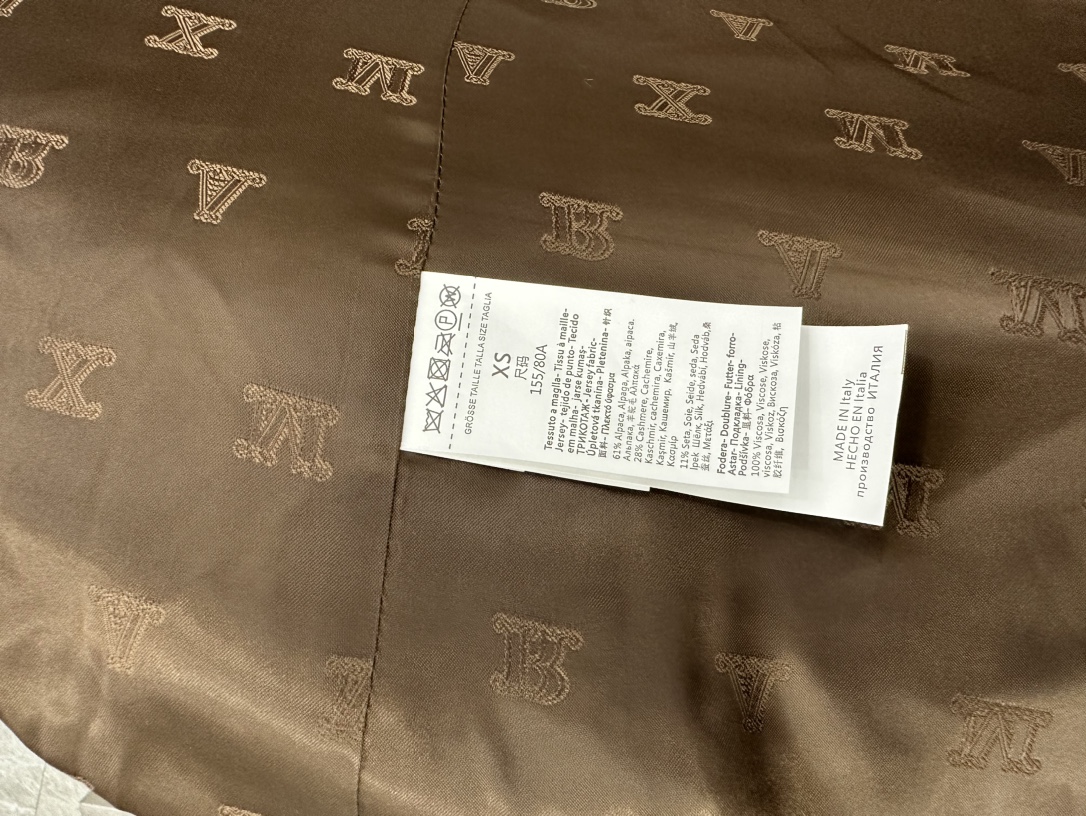 GRÖSSE TAILLE TALLA SIZE TAGLIA
XS
尺码
155/80A
Tessuto a maglia- Tissu à maille-
Jersey- tejido de punto- Tecido
em malha- Jarse kumaş-
ТРИКОТАЖ- Jersey fabric-
Úpletová tkanina- Pletenina- 针织
面料- Πλεκτό ύφασμα
61% Alpaca, Alpaga, Alpaka, alpaca.
Альпака, 羊驼毛 Αλπακά
28% Cashmere, Cachemire,
Kaschmir, cachemira, Caxemira,
Kaşmir, Кашемир, Kašmír, 山羊绒,
Κασμίρ
11% Seta, Soie, Seide, seda, Seda
Ipek Шёлк, Silk, Hedvábí, Hodváb,桑
蚕丝, Μετάξι
Fodera- Doublure- Futter- forro-
Astar- Подкладка- Lining-
Podšívka- 里料- Φόδρα
100% Viscosa, Viscose, Viskose,
viscosa, Viskoz, Вискоза, Viskóza, 粘
胶纤维, Βισκόζη
MADE IN Italy
HECHO EN Italia
производство ИТАЛИЯ